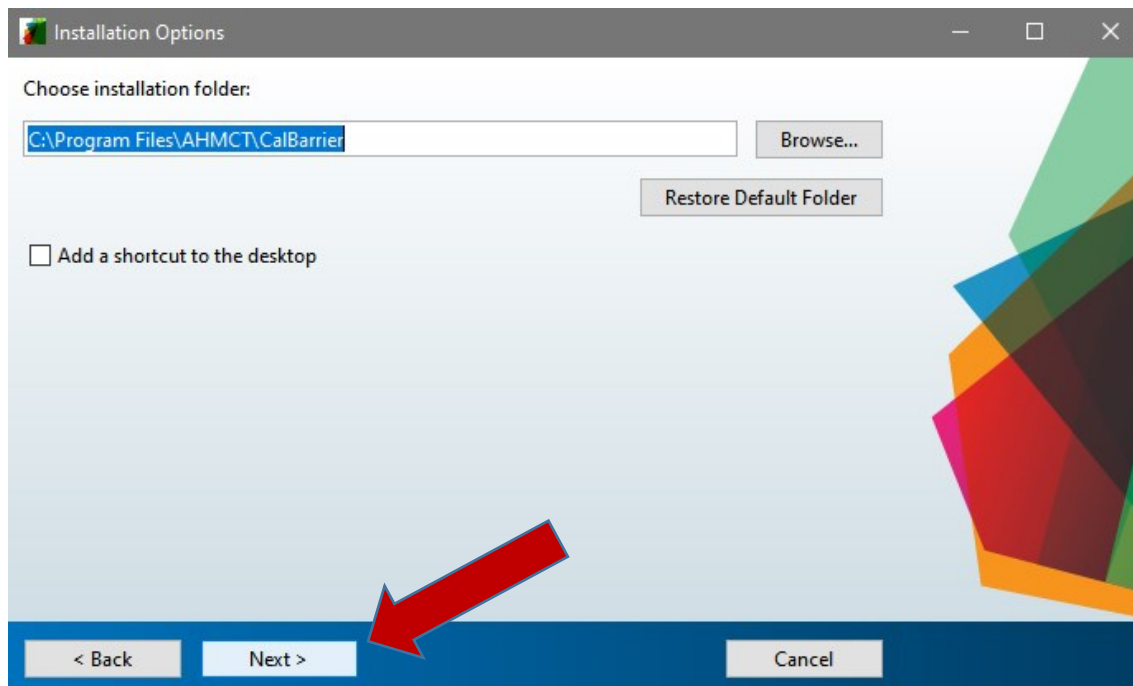 Installation Options
Choose installation folder:
C:\Program Files\AHMCT\CalBarrier
Browse...
Restore Default Folder
Add a shortcut to the desktop
< Back
Next >
Cancel